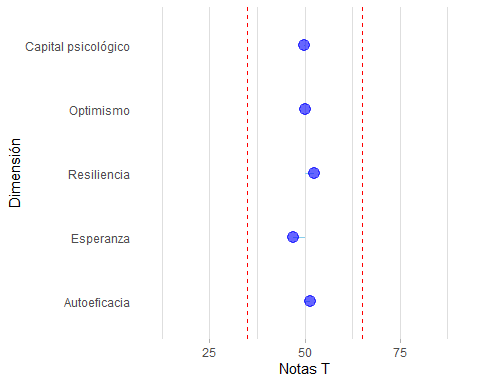 Capital psicológico
Optimismo
Resiliencia
Esperanza
Autoeficacia
Dimensión
25 50 75
Notas T